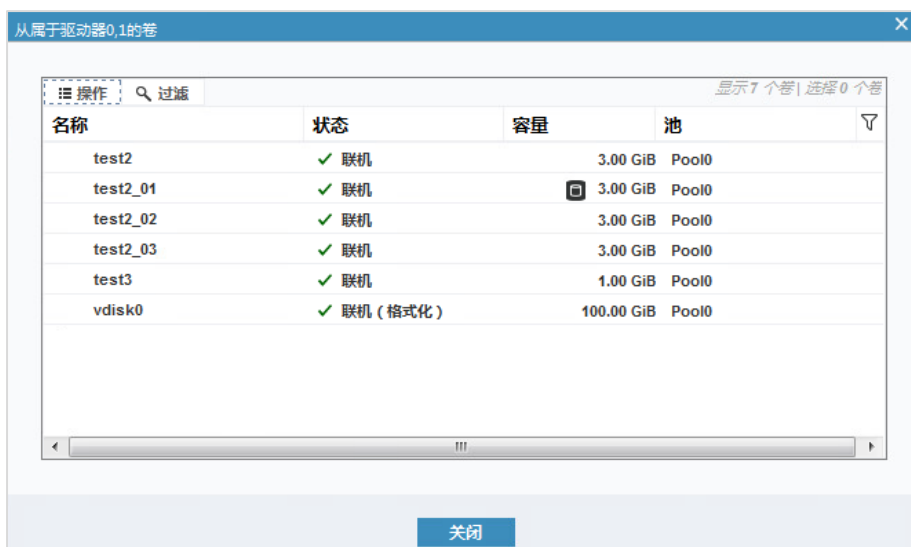 从属于驱动器0,1的卷
操作 过滤 显示 7 个卷 | 选择 0 个卷
名称 状态 容量 池
test2 联机 3.00 GiB Pool0
test2_01 联机 3.00 GiB Pool0
test2_02 联机 3.00 GiB Pool0
test2_03 联机 3.00 GiB Pool0
test3 联机 1.00 GiB Pool0
vdisk0 联机 ( 格式化 ) 100.00 GiB Pool0
关闭